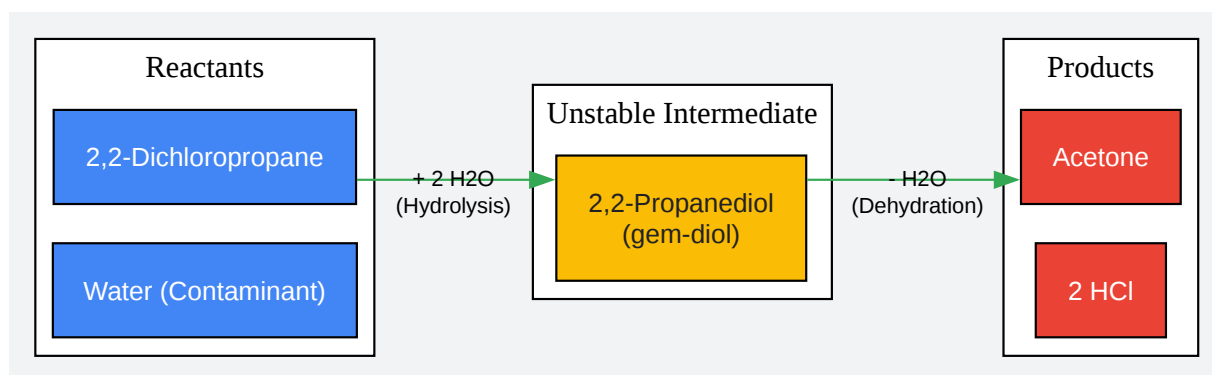 Reactants
2,2-Dichloropropane
Water (Contaminant)
+ 2 H2O
(Hydrolysis)
Unstable Intermediate
2,2-Propanediol
(gem-diol)
- H2O
(Dehydration)
Products
Acetone
2 HCl